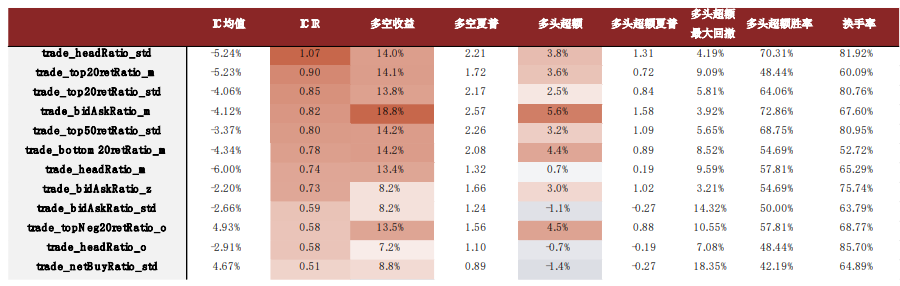 IC 均值 IC IR 多空收益 多空夏普 多头超额 多头超额夏普 多头超额最大回撤 多头超额胜率 换手率
trade_headRatio_std -5.24% 1.07 14.0% 2.21 3.8% 1.31 4.19% 70.31% 81.92%
trade_top20retRatio_m -5.23% 0.90 14.1% 1.72 3.6% 0.72 9.09% 48.44% 60.09%
trade_top20retRatio_std -4.06% 0.85 13.8% 2.17 2.5% 0.84 5.81% 64.06% 80.76%
trade_bidAskRatio_m -4.12% 0.82 18.8% 2.57 5.6% 1.58 3.92% 72.86% 67.60%
trade_top50retRatio_std -3.37% 0.80 14.2% 2.26 3.2% 1.09 5.65% 68.75% 80.95%
trade_bottom20retRatio_m -4.34% 0.78 14.2% 2.08 4.4% 0.89 8.52% 54.69% 52.72%
trade_headRatio_m -6.00% 0.74 13.4% 1.32 0.7% 0.19 9.59% 57.81% 65.29%
trade_bidAskRatio_z -2.20% 0.73 8.2% 1.66 3.0% 1.02 3.21% 54.69% 75.74%
trade_bidAskRatio_std -2.66% 0.59 8.2% 1.24 -1.1% -0.27 14.32% 50.00% 63.79%
trade_topNeg20retRatio_o 4.93% 0.58 13.5% 1.56 4.5% 0.88 10.55% 57.81% 68.77%
trade_headRatio_o -2.91% 0.58 7.2% 1.10 -0.7% -0.19 7.08% 48.44% 85.70%
trade_netBuyRatio_std 4.67% 0.51 8.8% 0.89 -1.4% -0.27 18.35% 42.19% 64.89%